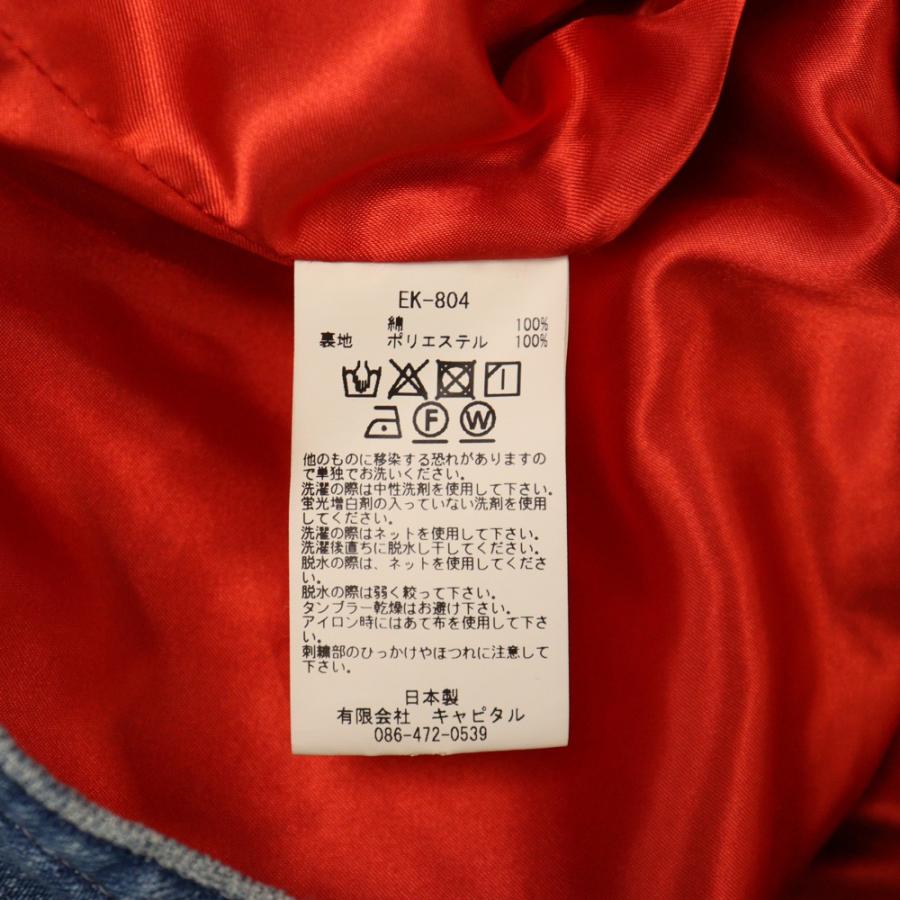 EK-804
綿 100%
裏地 ポリエステル 100%
F W
他のものに移染する恐れがありますの
で単独でお洗いください。
洗濯の際は中性洗剤を使用して下さい。
蛍光増白剤の入っていない洗剤を使用
してください。
洗濯の際はネットを使用して下さい。
洗濯後直ちに脱水し干してください。
脱水の際は、ネットを使用してくださ
い。
脱水の際は弱く絞って下さい。
タンブラー乾燥はお避け下さい。
アイロン時にはあて布を使用して下さ
い。
刺繍部のひっかけやほつれに注意して
下さい。
日本製
有限会社 キャピタル
086-472-0539